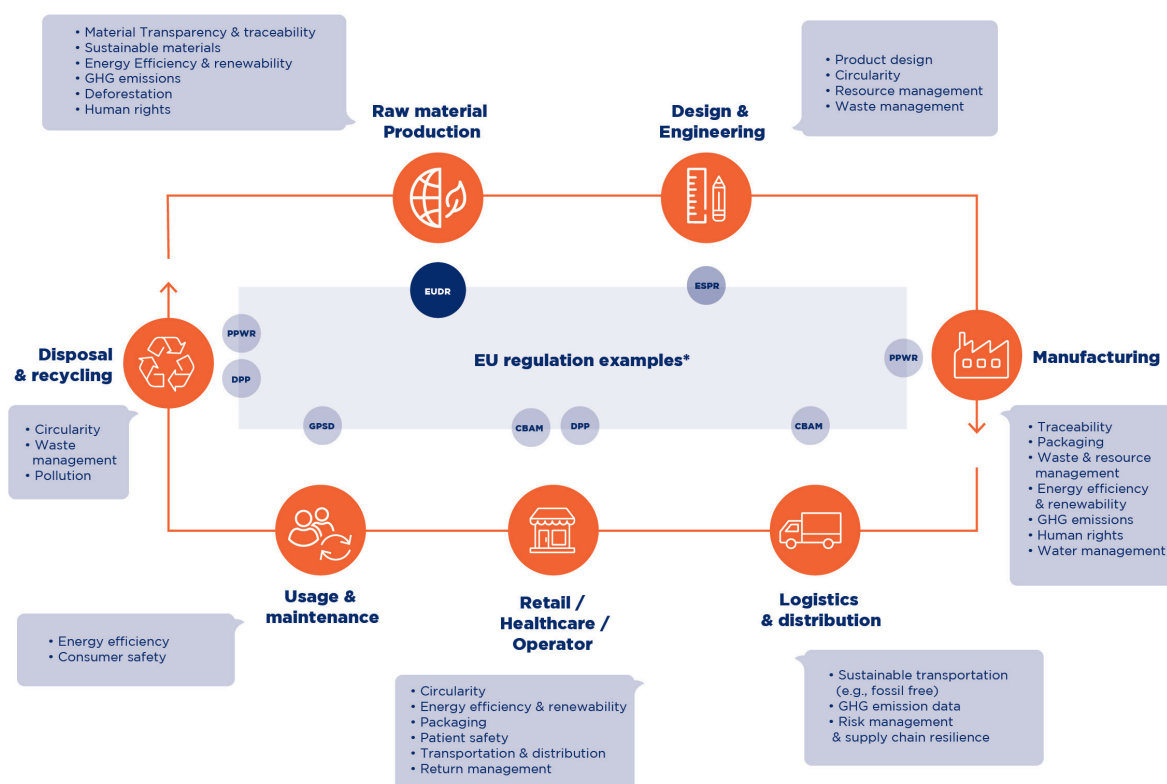 • Material Transparency & traceability
• Sustainable materials
• Energy Efficiency & renewability
• GHG emissions
• Deforestation
• Human rights
Raw material
Production
Design &
Engineering
• Product design
• Circularity
• Resource management
• Waste management
EUDR
ESPR
PPWR
DPP
EU regulation examples*
PPWR
GPSD
CBAM
DPP
CBAM
Disposal
& recycling
Manufacturing
• Circularity
• Waste
management
• Pollution
• Traceability
• Packaging
• Waste & resource
management
• Energy efficiency
& renewability
• GHG emissions
• Human rights
• Water management
Usage &
maintenance
Retail /
Healthcare /
Operator
Logistics
& distribution
• Energy efficiency
• Consumer safety
• Circularity
• Energy efficiency & renewability
• Packaging
• Patient safety
• Transportation & distribution
• Return management
• Sustainable transportation
(e.g., fossil free)
• GHG emission data
• Risk management
& supply chain resilience